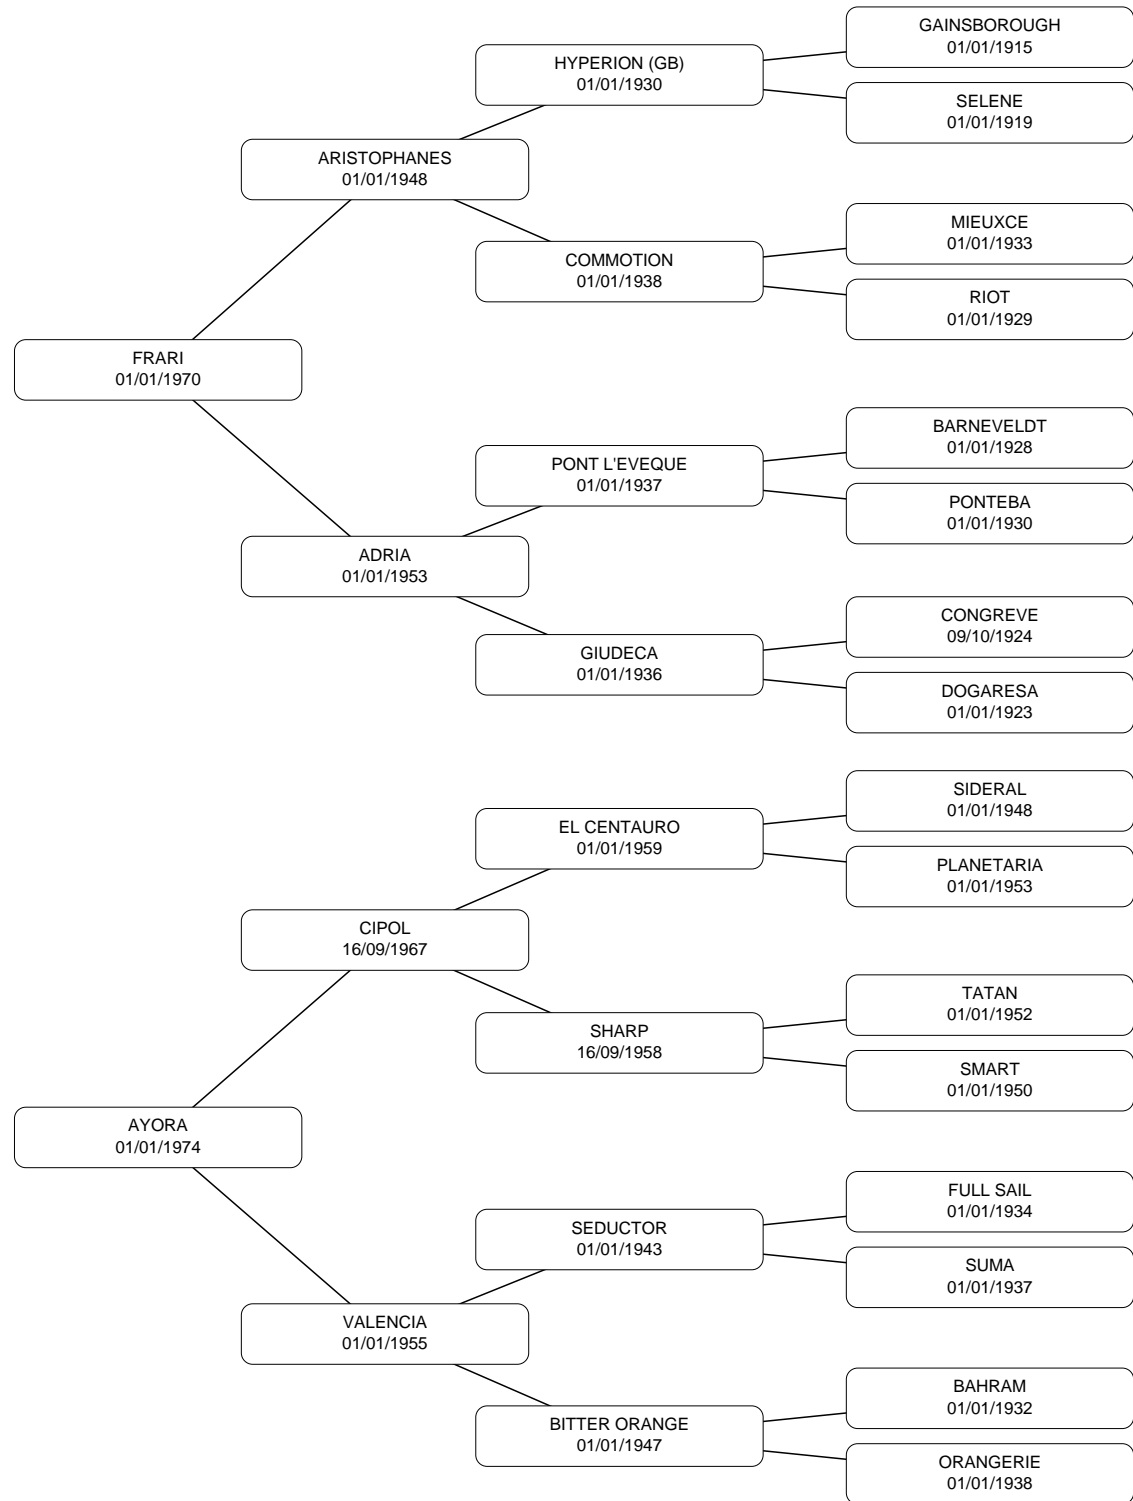 GAINSBOROUGH
01/01/1915
HYPERION (GB)
01/01/1930
SELENE
01/01/1919
ARISTOPHANES
01/01/1948
MIEUXCE
01/01/1933
COMMOTION
01/01/1938
RIOT
01/01/1929
FRARI
01/01/1970
BARNEVELDT
01/01/1928
PONT L'EVEQUE
01/01/1937
PONTEBA
01/01/1930
ADRIA
01/01/1953
CONGREVE
09/10/1924
GIUDECA
01/01/1936
DOGARESA
01/01/1923
SIDERAL
01/01/1948
EL CENTAURO
01/01/1959
PLANETARIA
01/01/1953
CIPOL
16/09/1967
TATAN
01/01/1952
SHARP
16/09/1958
SMART
01/01/1950
AYORA
01/01/1974
FULL SAIL
01/01/1934
SEDUCTOR
01/01/1943
SUMA
01/01/1937
VALENCIA
01/01/1955
BAHRAM
01/01/1932
BITTER ORANGE
01/01/1947
ORANGERIE
01/01/1938